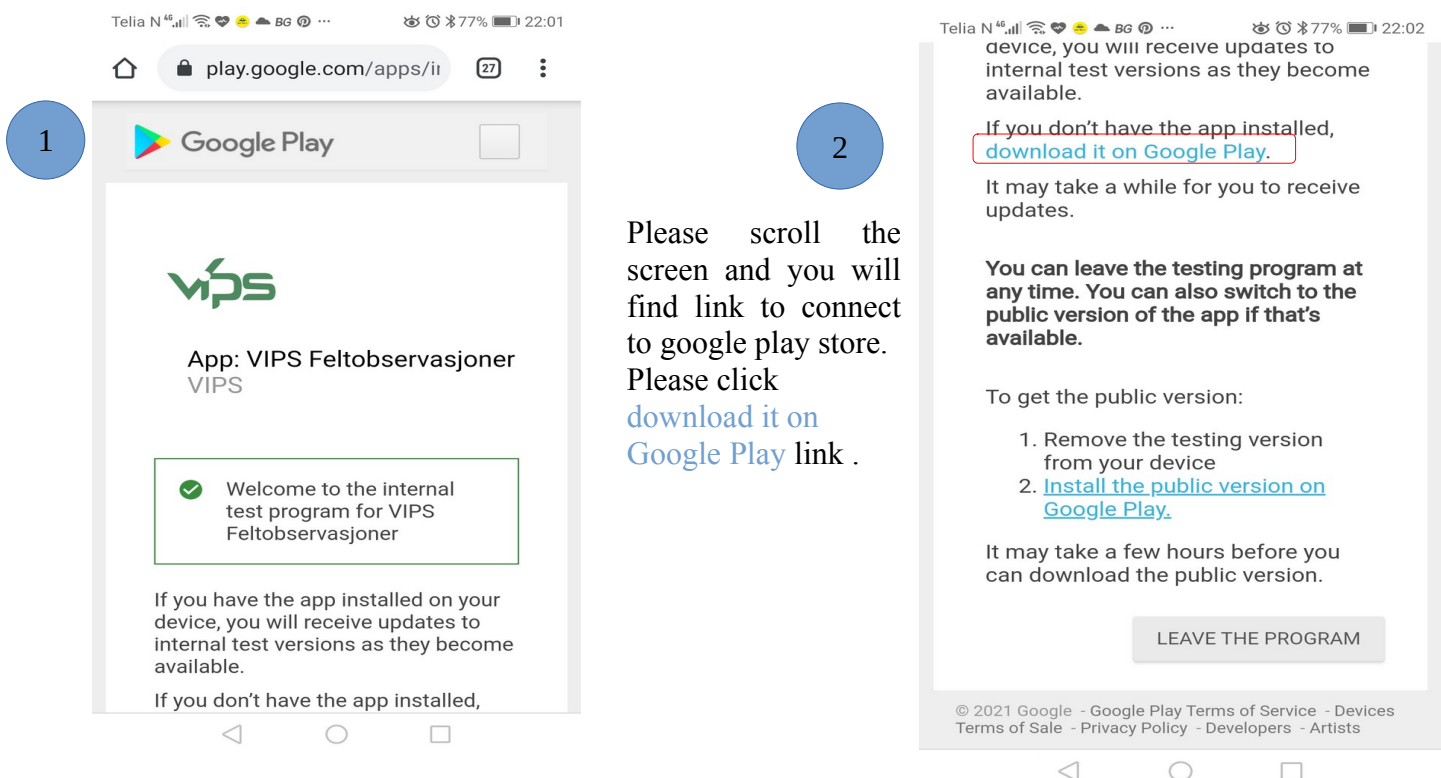 Telia N 46 BG ... 77% 22:01
play.google.com/apps/ir 27
1
Google Play
vips
App: VIPS Feltobservasjoner
VIPS
Welcome to the internal
test program for VIPS
Feltobservasjoner
If you have the app installed on your
device, you will receive updates to
internal test versions as they become
available.
If you don't have the app installed,
2
Please scroll the
screen and you will
find link to connect
to google play store.
Please click
download it on
Google Play link .
Telia N 46 BG ... 77% 22:02
device, you will receive updates to
internal test versions as they become
available.
If you don't have the app installed,
download it on Google Play.
It may take a while for you to receive
updates.
You can leave the testing program at
any time. You can also switch to the
public version of the app if that's
available.
To get the public version:
1. Remove the testing version
from your device
2. Install the public version on
Google Play.
It may take a few hours before you
can download the public version.
LEAVE THE PROGRAM
© 2021 Google - Google Play Terms of Service - Devices
Terms of Sale - Privacy Policy - Developers - Artists